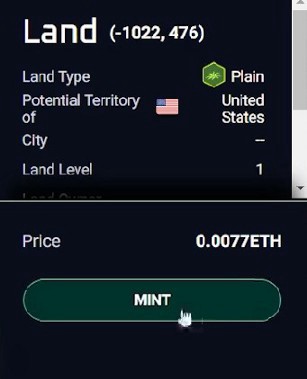 Land (-1022, 476)
Land Type Plain
Potential Territory of United States
City –
Land Level 1
Price 0.0077ETH
MINT